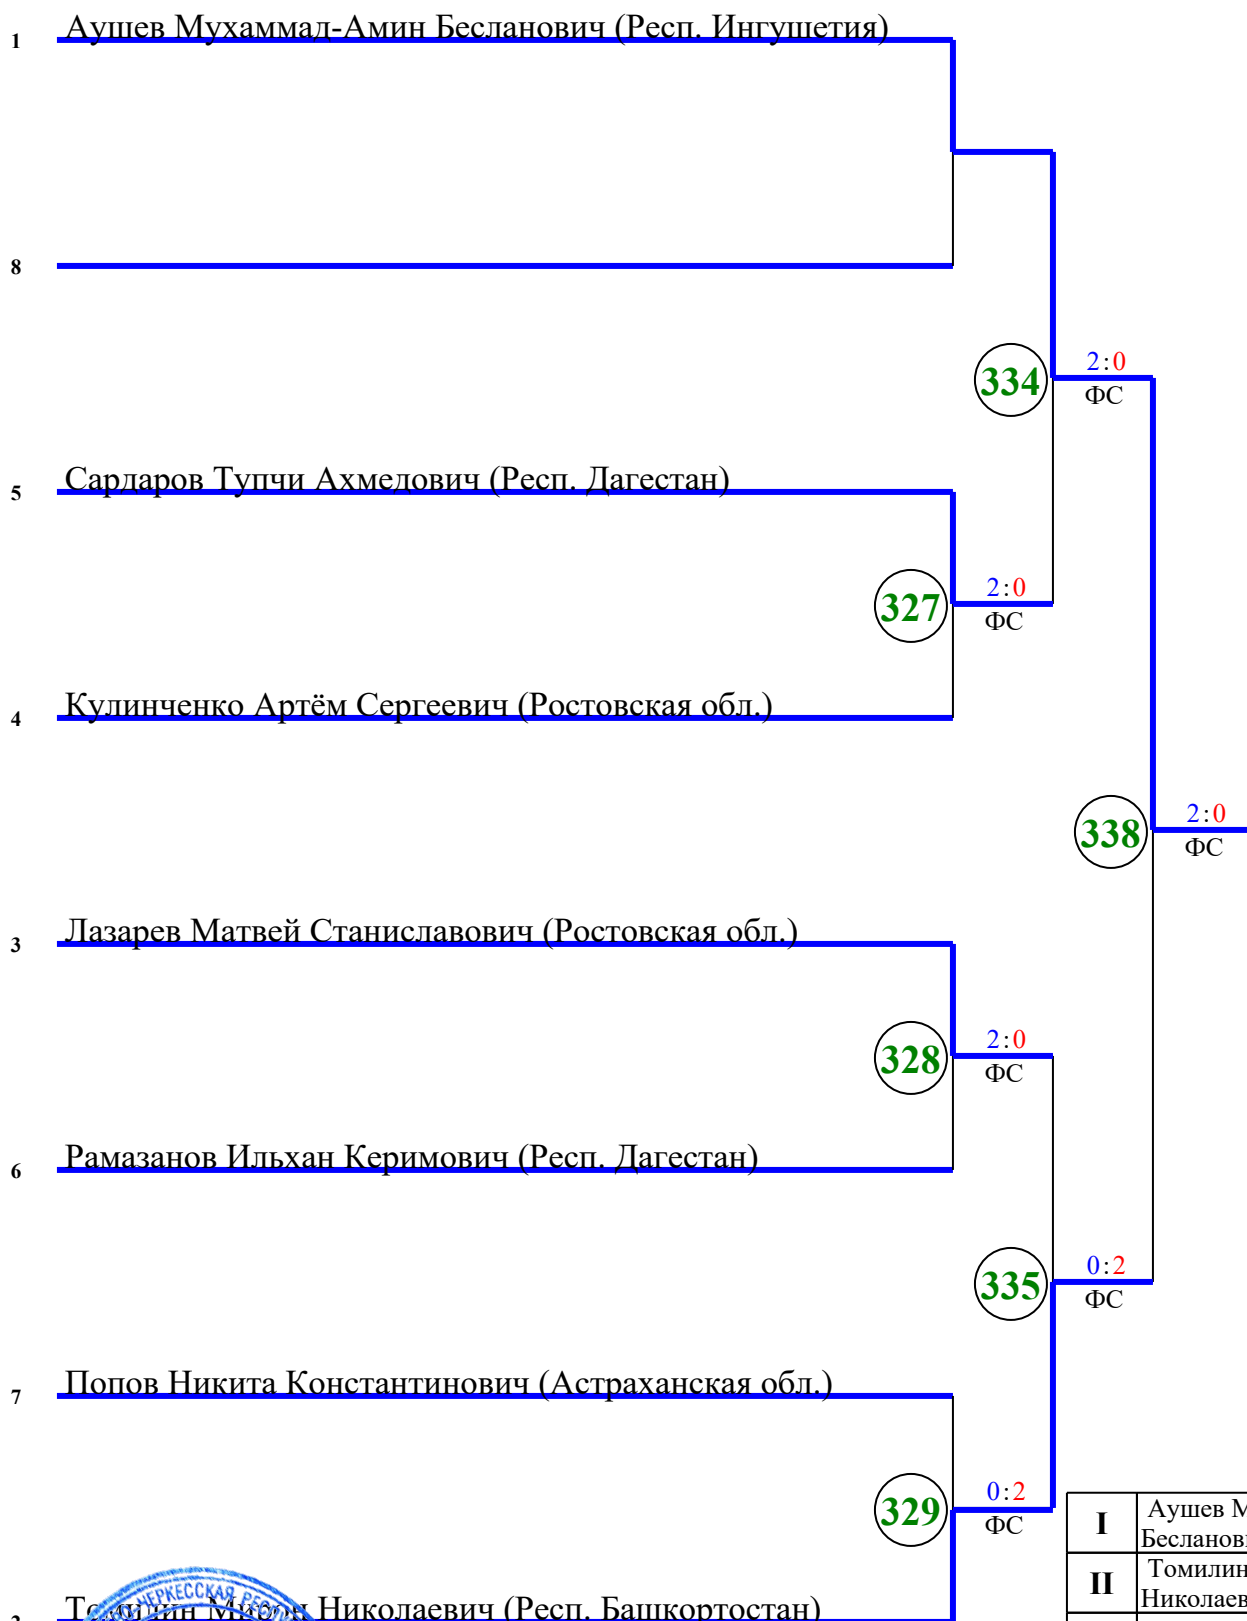 1 Аушев Мухаммад-Амин Бесланович (Респ. Ингушетия)
8
334 2:0
ФС
5 Сардаров Тупчи Ахмедович (Респ. Дагестан)
327 2:0
ФС
4 Кулинченко Артём Сергеевич (Ростовская обл.)
338 2:0
ФС
3 Лазарев Матвей Станиславович (Ростовская обл.)
328 2:0
ФС
6 Рамазанов Ильхан Керимович (Респ. Дагестан)
335 0:2
ФС
7 Попов Никита Константинович (Астраханская обл.)
329 0:2
ФС
I Аушев
II Томилин
Николаевич (Респ. Башкортостан)